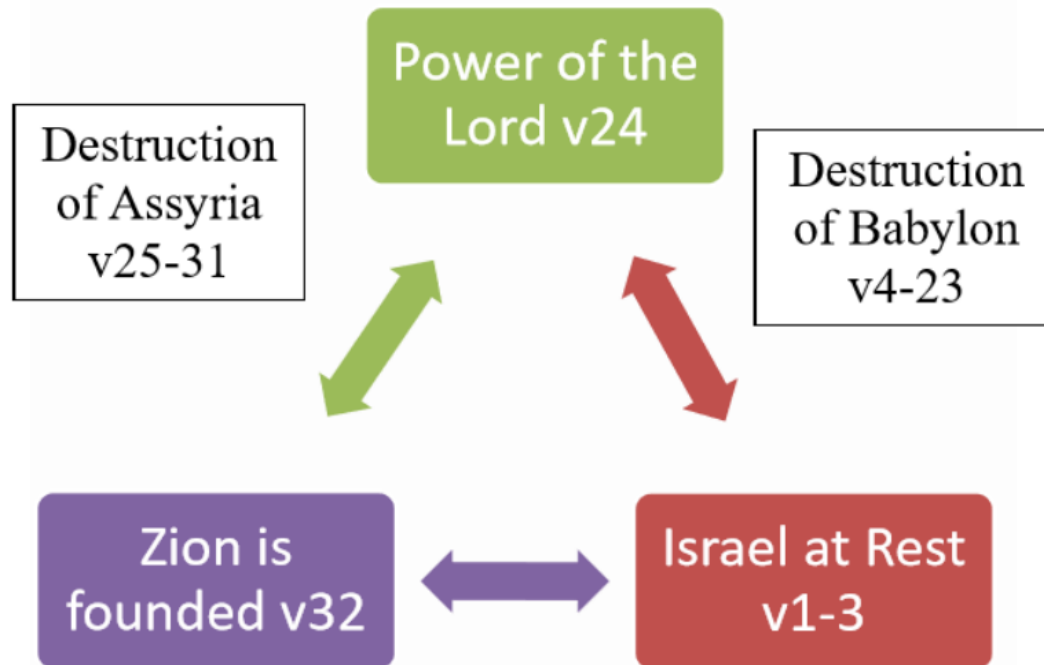 Power of the
Lord v24
Destruction
of Assyria
v25-31
Destruction
of Babylon
v4-23
Zion is
founded v32
Israel at Rest
v1-3